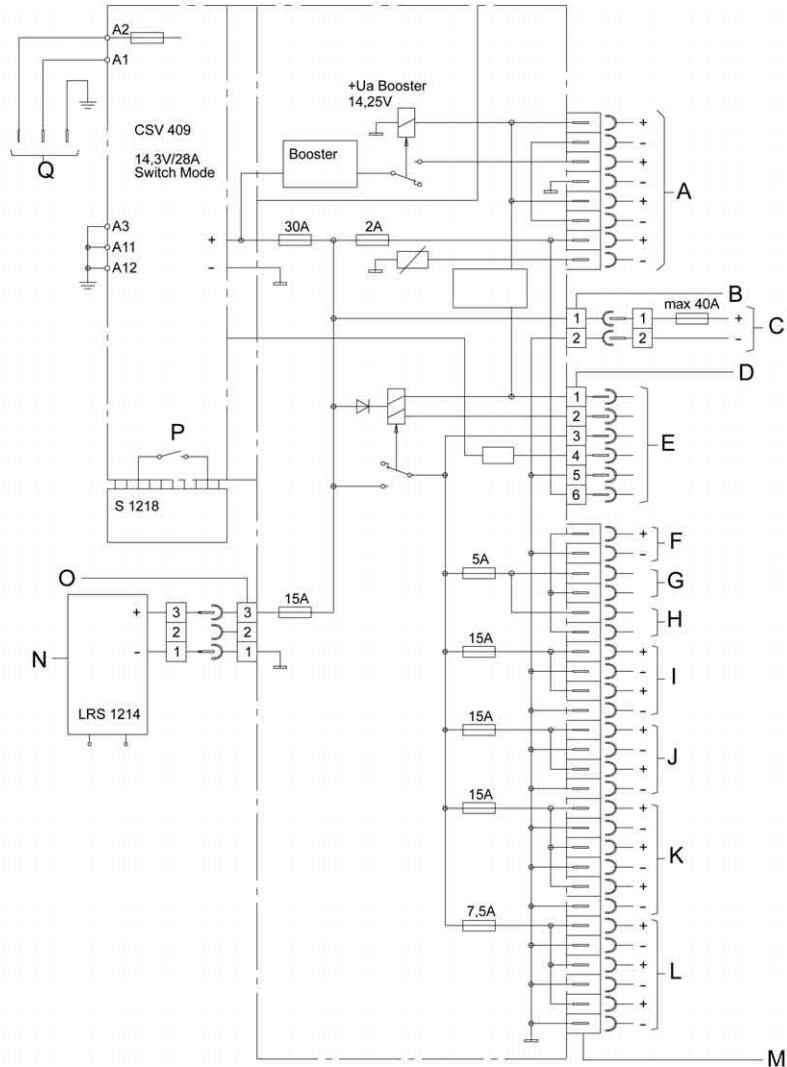 A2
A1
+Ua Booster
14,25V
CSV 409
14,3V/28A
Switch Mode
Booster
Q
+
-
+
-
+
-
+
-
A
A3
A11
A12
+
-
30A
2A
B
1
1
max 40A
+
2
2
-
C
D
1
2
3
4
5
6
E
P
S 1218
+
-
F
5A
G
O
H
15A
+
3
3
2
2
-
1
1
N
LRS 1214
15A
+
-
+
-
I
15A
+
-
+
-
J
15A
+
-
+
-
+
-
K
7,5A
+
-
+
-
+
-
L
M